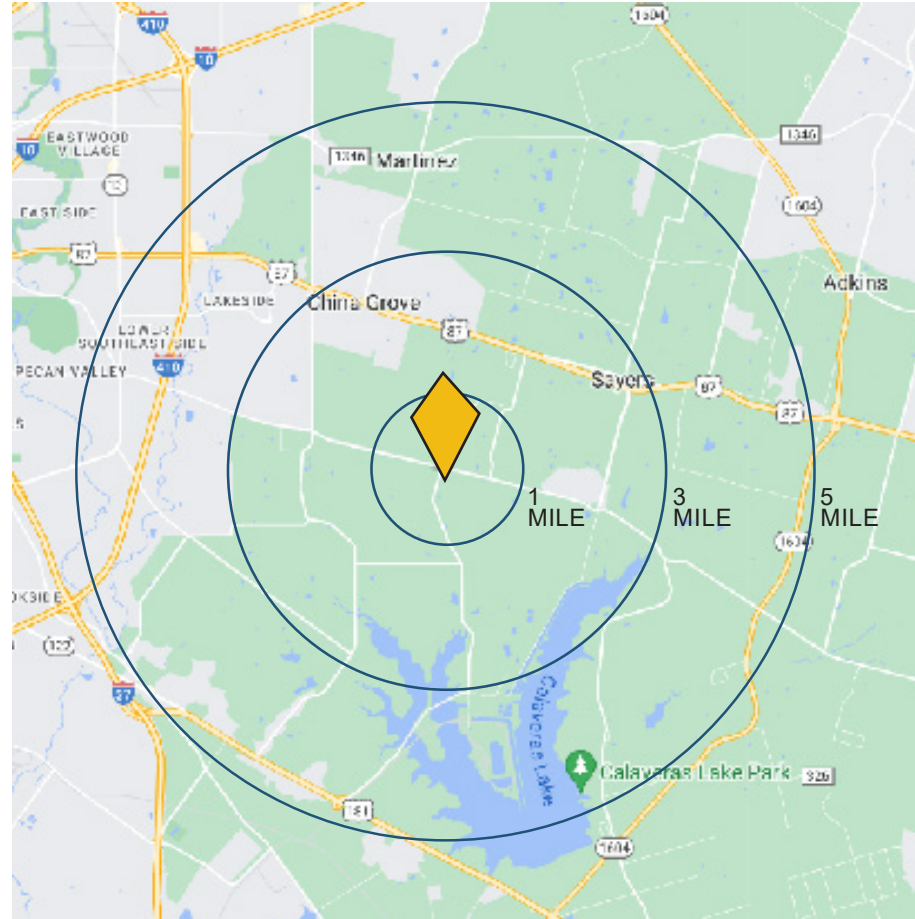 410
1604
10
EASTWOOD
VILLAGE
10
1346
Martinez
1346
13
EAST SIDE
1604
87
87
LAKESIDE
China Grove
Adkins
LOWER
SOUTHEAST SIDE
87
410
PECAN VALLEY
Sayers
87
87
S
1
MILE
3
MILE
5
MILE
1604
OKSIDE
122
37
Calaveras Lake
Calaveras Lake Park
181
1604